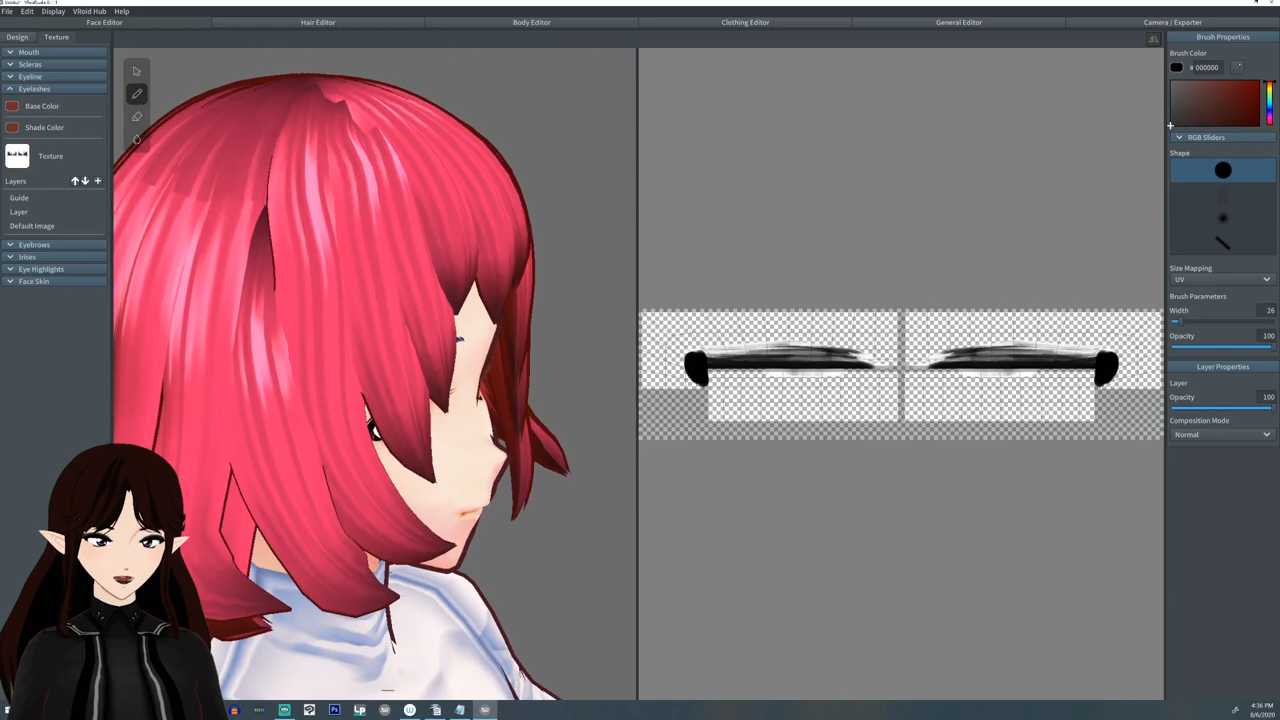 File Edit Display VRoid Hub Help
Face Editor Hair Editor Body Editor Clothing Editor General Editor Camera / Exporter
Design Texture
Mouth
Scleras
Eyeline
Eyelashes
Base Color
Shade Color
Texture
Layers
Guide
Layer
Default Image
Eyebrows
Irises
Eye Highlights
Face Skin
Brush Properties
Brush Color
# 000000
RGB Sliders
Shape
Size Mapping
UV
Brush Parameters
Width 26
Opacity 100
Layer Properties
Layer
Opacity 100
Composition Mode
Normal
Ps
Lp
4:36 PM
8/6/2020